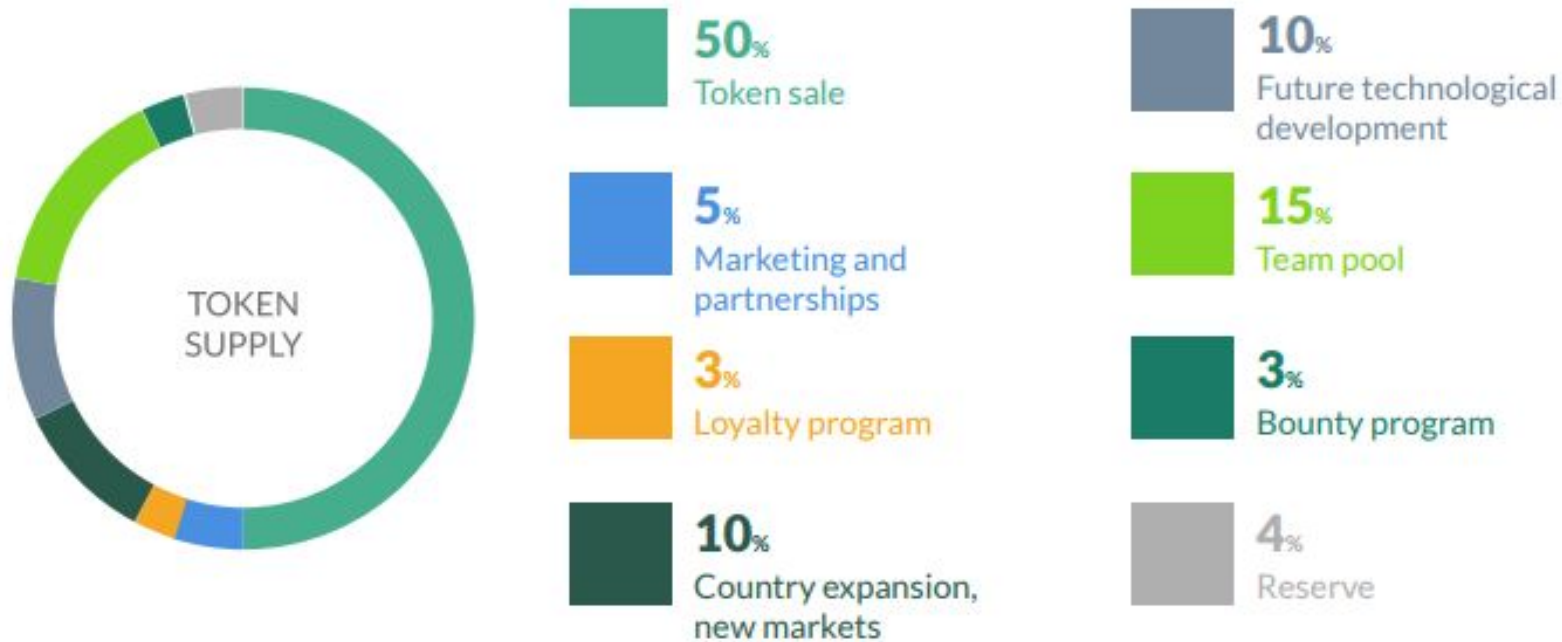 TOKEN
SUPPLY
50%
Token sale
5%
Marketing and
partnerships
3%
Loyalty program
10%
Country expansion,
new markets
10%
Future technological
development
15%
Team pool
3%
Bounty program
4%
Reserve